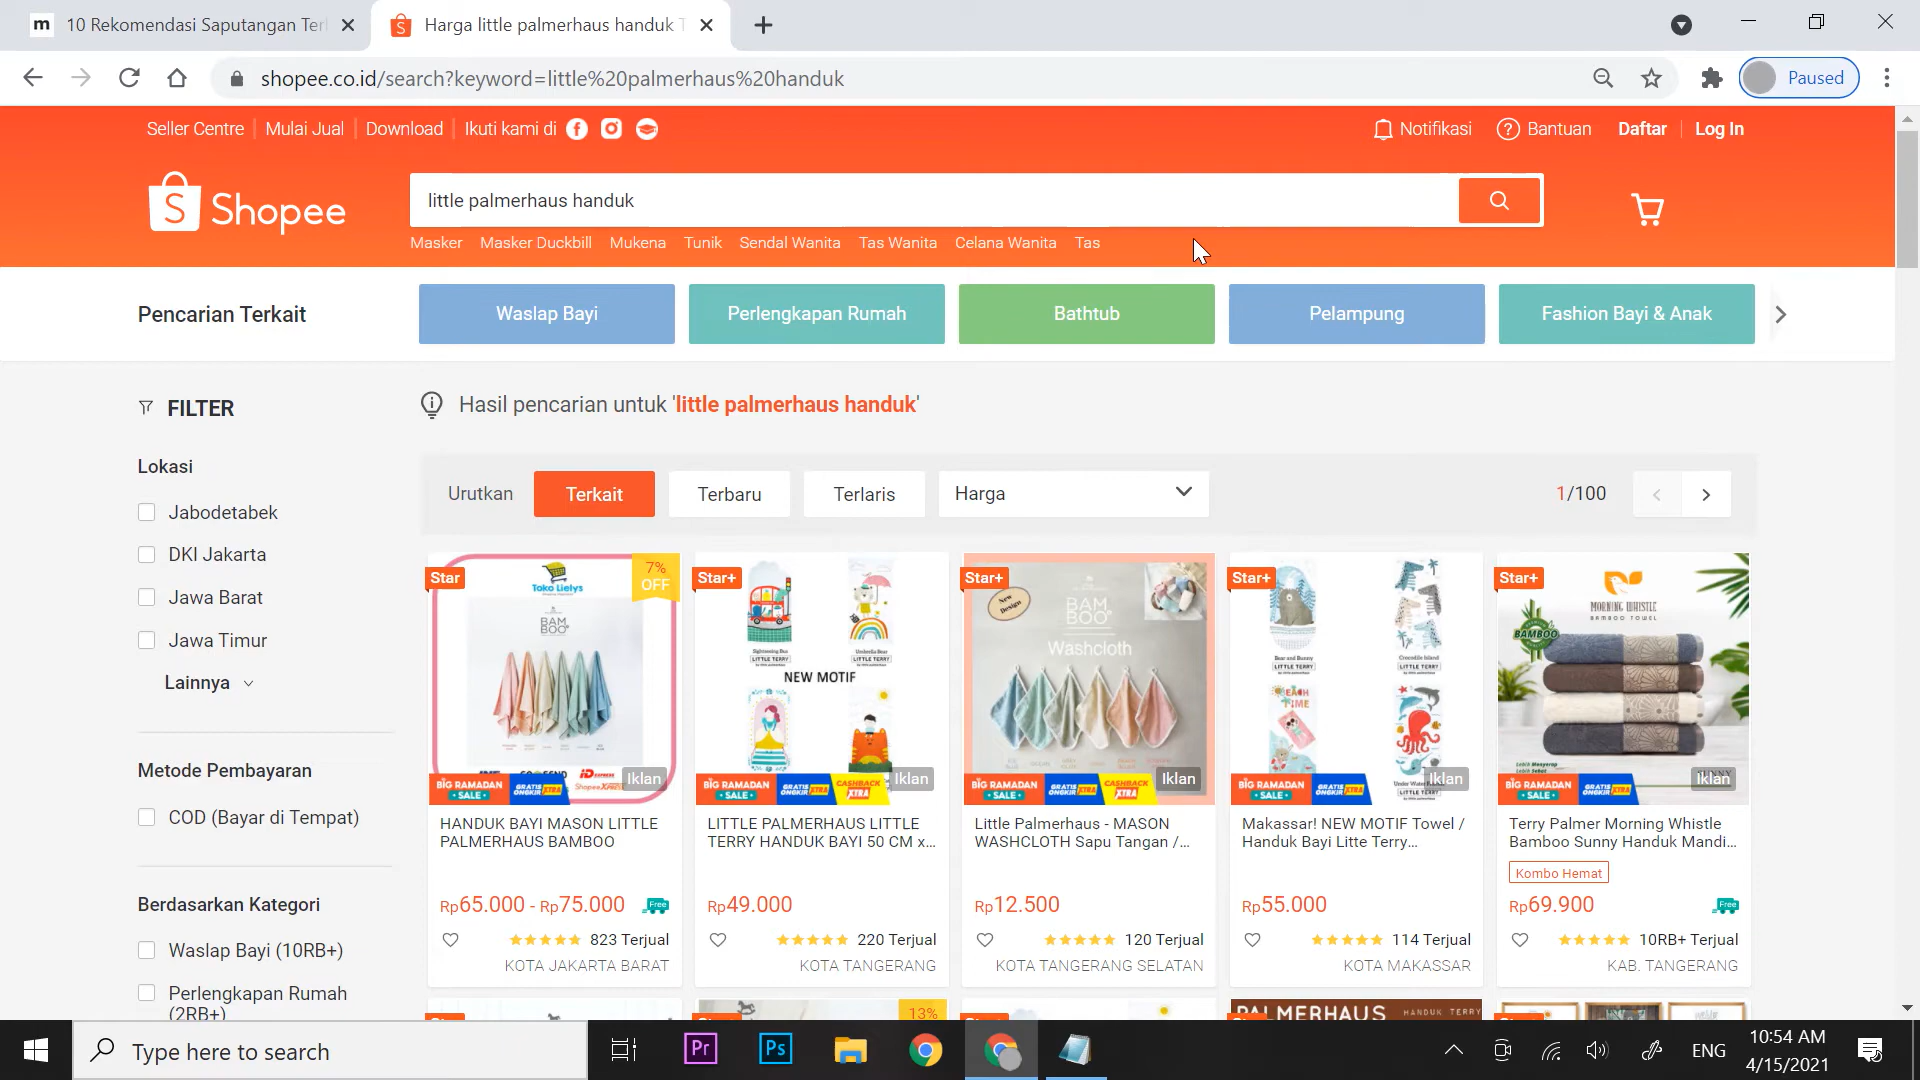 m 10 Rekomendasi Saputangan Ter
Harga little palmerhaus handuk T
shopee.co.id/search?keyword=little%20palmerhaus%20handuk
Paused
Seller Centre
Mulai Jual
Download
Ikuti kami di
Notifikasi
Bantuan
Daftar
Log In
Shopee
little palmerhaus handuk
Masker Masker Duckbill Mukena Tunik Sendal Wanita Tas Wanita Celana Wanita Tas
Pencarian Terkait
Waslap Bayi
Perlengkapan Rumah
Bathtub
Pelampung
Fashion Bayi & Anak
FILTER
Hasil pencarian untuk 'little palmerhaus handuk'
Lokasi
Jabodetabek
DKI Jakarta
Jawa Barat
Jawa Timur
Lainnya
Metode Pembayaran
COD (Bayar di Tempat)
Berdasarkan Kategori
Waslap Bayi (10RB+)
Perlengkapan Rumah
(2RB+)
Urutkan
Terkait
Terbaru
Terlaris
Harga
1/100
Star
7%
OFF
Toko Lielys
BAM
BOO
Iklan
BIG RAMADAN
SALE
GRATIS
ONGKIR XTRA
HANDUK BAYI MASON LITTLE
PALMERHAUS BAMBOO
Rp65.000 - Rp75.000
Free
823 Terjual
KOTA JAKARTA BARAT
Star+
Sightseeing Bus
LITTLE TERRY
Umbrella Bear
LITTLE TERRY
NEW MOTIF
Iklan
BIG RAMADAN
SALE
GRATIS
ONGKIR XTRA
CASHBACK
XTRA
LITTLE PALMERHAUS LITTLE
TERRY HANDUK BAYI 50 CM x...
Rp49.000
220 Terjual
KOTA TANGERANG
Star+
New
Design
BAM
BOO
Washcloth
Iklan
BIG RAMADAN
SALE
GRATIS
ONGKIR XTRA
CASHBACK
XTRA
Little Palmerhaus - MASON
WASHCLOTH Sapu Tangan /...
Rp12.500
120 Terjual
KOTA TANGERANG SELATAN
Star+
Bear and Bunny
LITTLE TERRY
Crocodile Island
LITTLE TERRY
BEACH
TIME
Iklan
BIG RAMADAN
SALE
GRATIS
ONGKIR XTRA
Makassar! NEW MOTIF Towel /
Handuk Bayi Litte Terry...
Rp55.000
114 Terjual
KOTA MAKASSAR
Star+
MORNING WHISTLE
BAMBOO TOWEL
BAMBOO
Lebih Menyerap
Iklan
BIG RAMADAN
SALE
GRATIS
ONGKIR XTRA
Terry Palmer Morning Whistle
Bamboo Sunny Handuk Mandi...
Kombo Hemat
Rp69.900
Free
10RB+ Terjual
KAB. TANGERANG
13%
PALMERHAUS
HANDUK TERRY
Type here to search
Pr
Ps
ENG
10:54 AM
4/15/2021